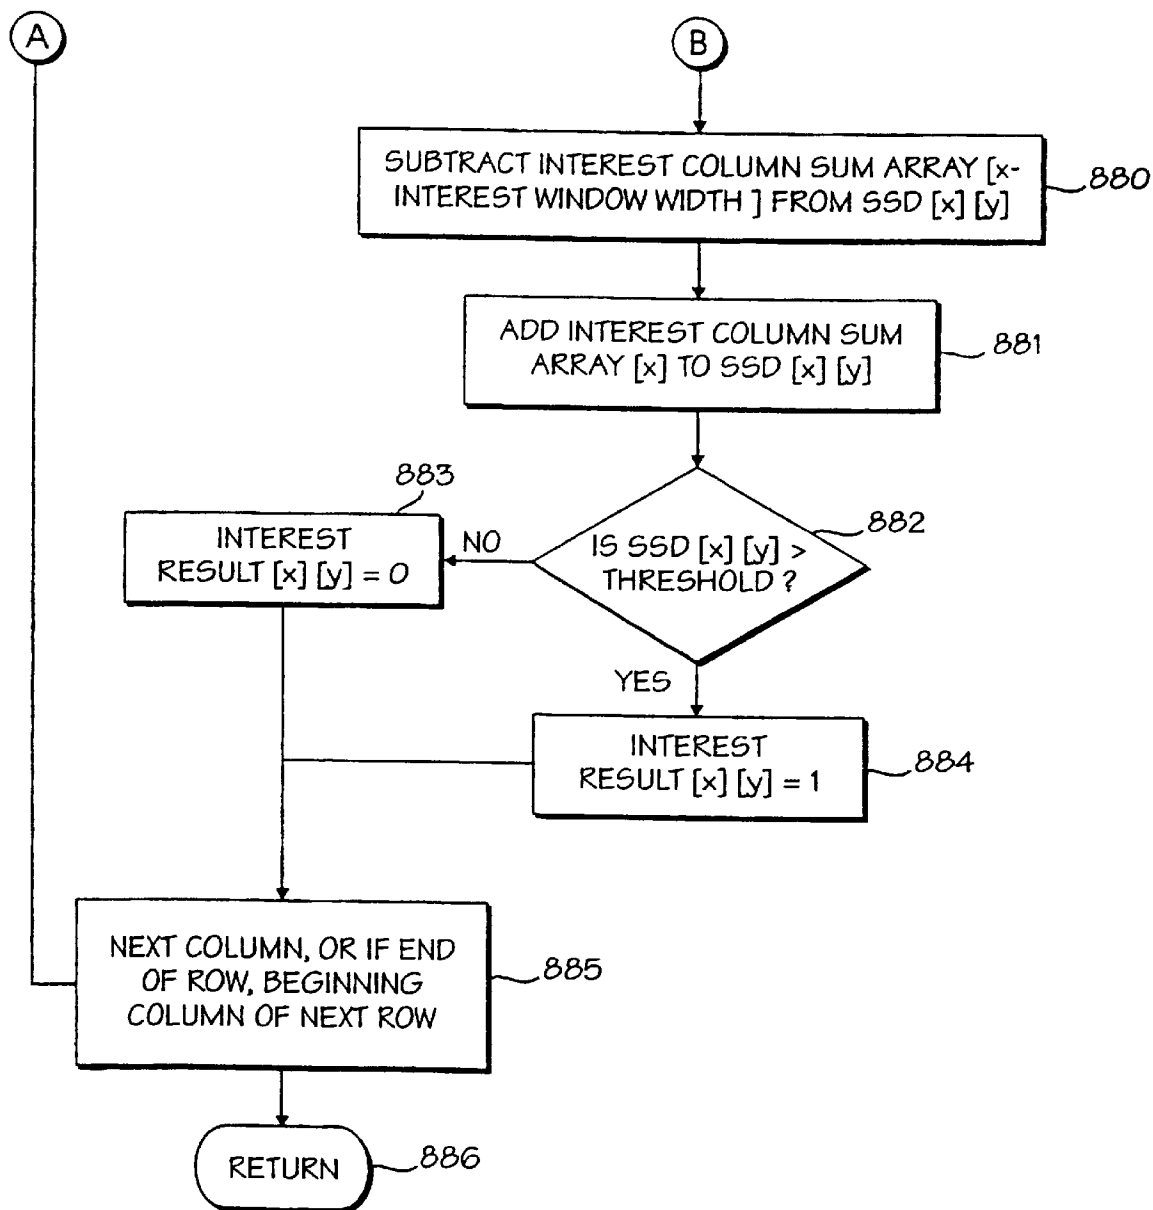 A
B
SUBTRACT INTEREST COLUMN SUM ARRAY [x-
INTEREST WINDOW WIDTH ] FROM SSD [x] [y]
880
ADD INTEREST COLUMN SUM
ARRAY [x] TO SSD [x] [y]
881
883
INTEREST
RESULT [x] [y] = 0
NO
IS SSD [x] [y] >
THRESHOLD ?
882
YES
INTEREST
RESULT [x] [y] = 1
884
NEXT COLUMN, OR IF END
OF ROW, BEGINNING
COLUMN OF NEXT ROW
885
RETURN
886